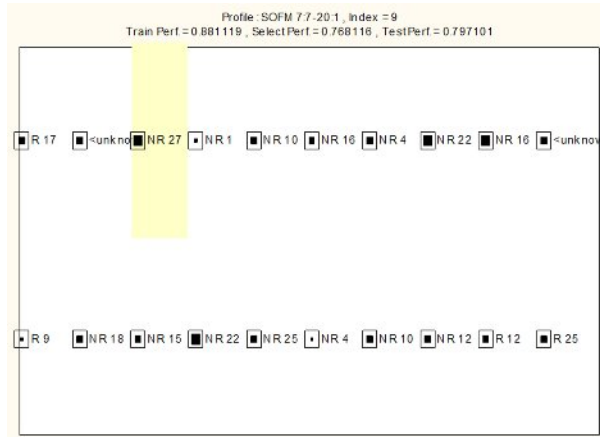 Profile : SOFM 7:7-20:1 , Index = 9
Train Perf. = 0.881119 , Select Perf. = 0.768116 , Test Perf. = 0.797101
R 17 <unkno NR 27 NR 1 NR 10 NR 16 NR 4 NR 22 NR 16 <unknow
R 9 NR 18 NR 15 NR 22 NR 25 NR 4 NR 10 NR 12 R 12 R 25